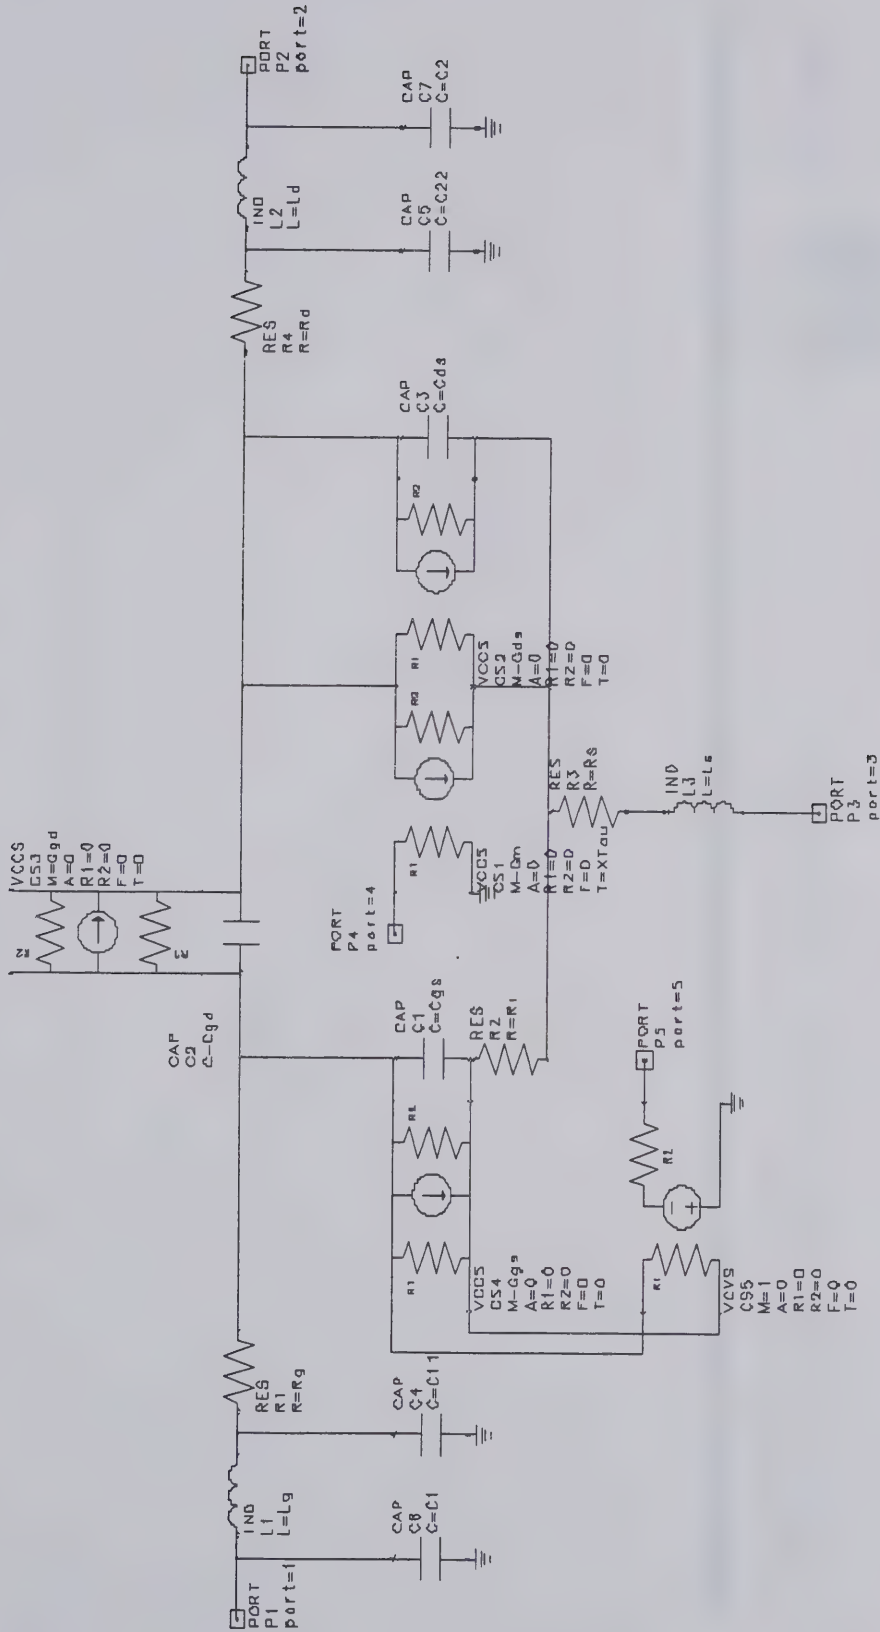 PORT
P1
port=1
IND
L1
L=Lg
CAP
C6
C=C1
CAP
C4
C=C11
RES
R1
R=Rg
CAP
C2
C=Cgd
VCCS
CS3
M=Ggd
A=0
R1=0
R2=0
F=0
T=0
R1
R2
VCCS
CS4
M=Ggs
A=0
R1=0
R2=0
F=0
T=0
CAP
C1
C=Cgs
RES
R2
R=Ri
R1
VCVS
CS5
M=1
A=0
R1=0
R2=0
F=0
T=0
R2
PORT
P5
port=5
PORT
P4
port=4
R1
R2
VCCS
CS1
M=Gm
A=0
R1=0
R2=0
F=0
T=XTau
RES
R3
R=Rs
IND
L3
L=Ls
PORT
P3
port=3
R1
R2
VCCS
CS2
M=Gds
A=0
R1=0
R2=0
F=0
T=0
CAP
C3
C=Cds
RES
R4
R=Rd
IND
L2
L=Ld
CAP
C5
C=C22
CAP
C7
C=C2
PORT
P2
port=2